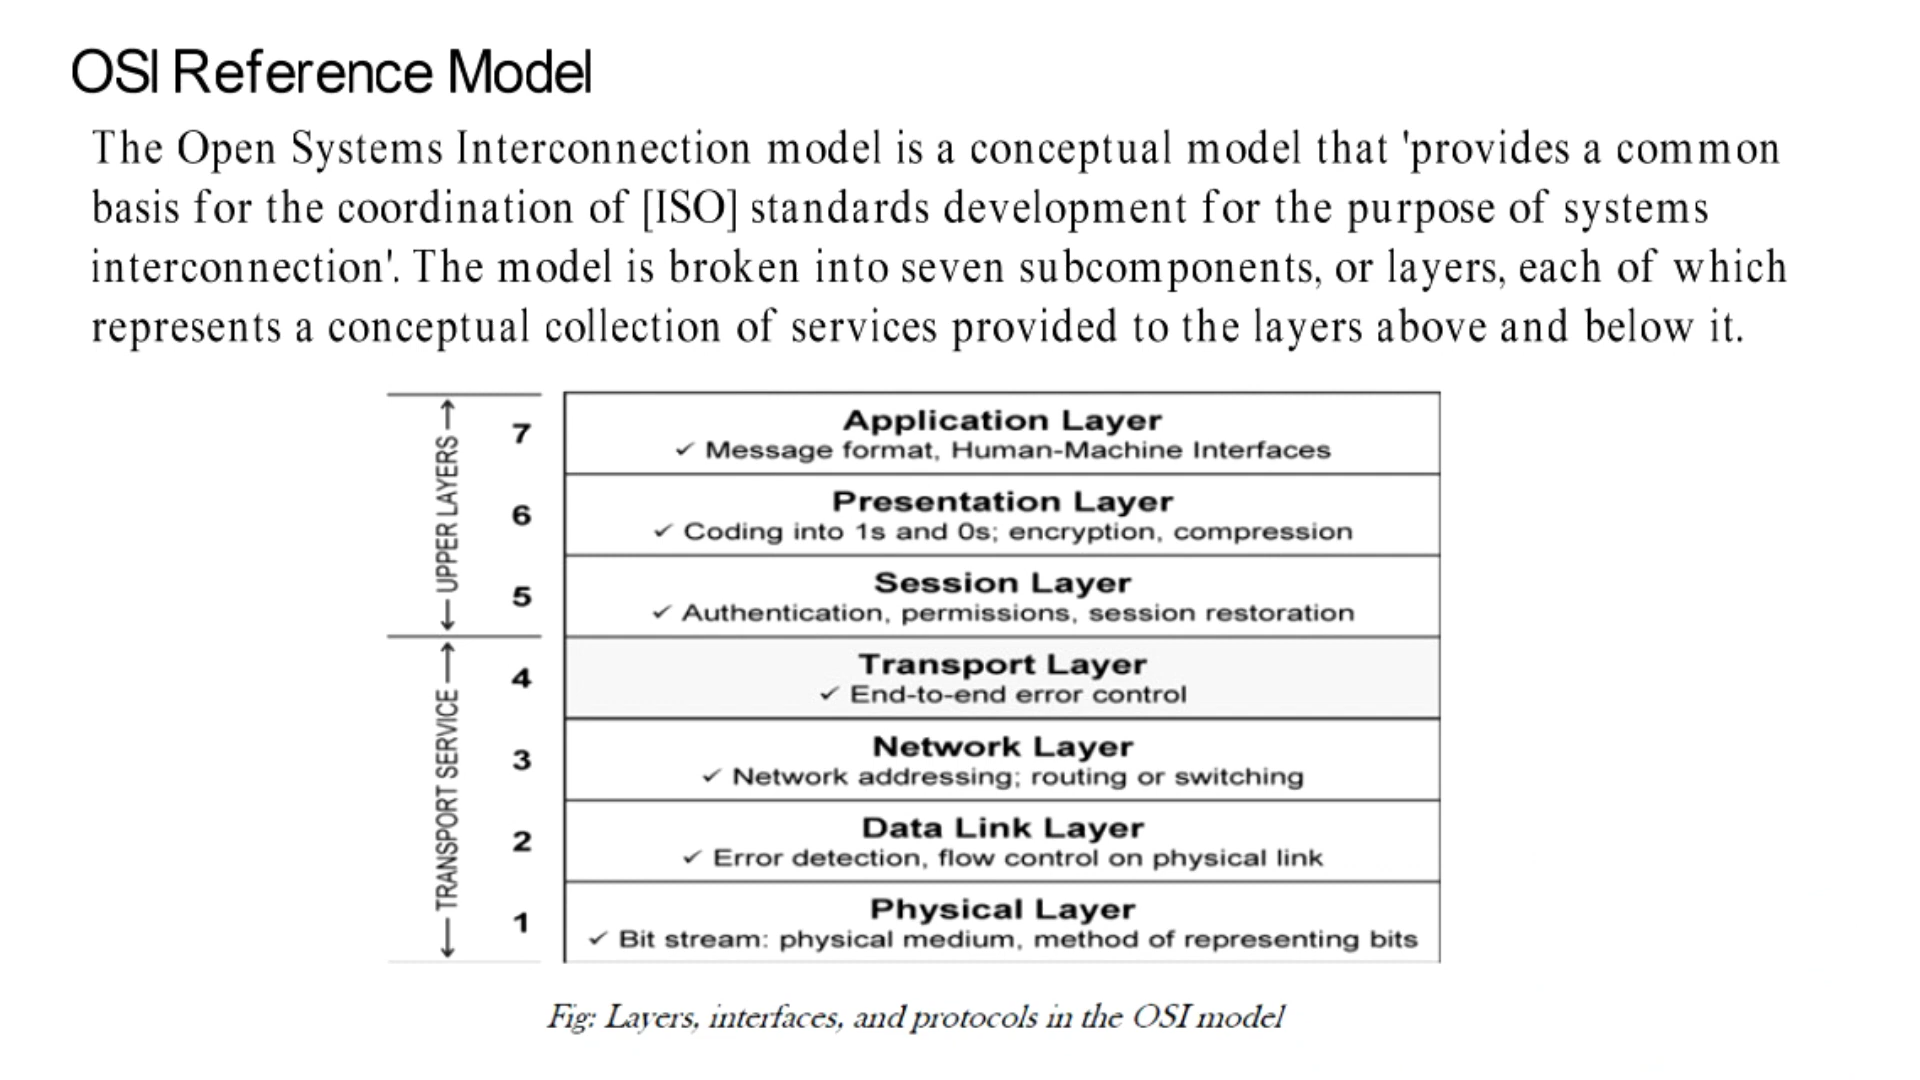 OSI Reference Model
The Open Systems Interconnection model is a conceptual model that 'provides a common
basis for the coordination of [ISO] standards development for the purpose of systems
interconnection'. The model is broken into seven subcomponents, or layers, each of which
represents a conceptual collection of services provided to the layers above and below it.
UPPER LAYERS
7
Application Layer
✓ Message format, Human-Machine Interfaces
6
Presentation Layer
✓ Coding into 1s and 0s; encryption, compression
5
Session Layer
✓ Authentication, permissions, session restoration
TRANSPORT SERVICE
4
Transport Layer
✓ End-to-end error control
3
Network Layer
✓ Network addressing; routing or switching
2
Data Link Layer
✓ Error detection, flow control on physical link
1
Physical Layer
✓ Bit stream: physical medium, method of representing bits
Fig: Layers, interfaces, and protocols in the OSI model